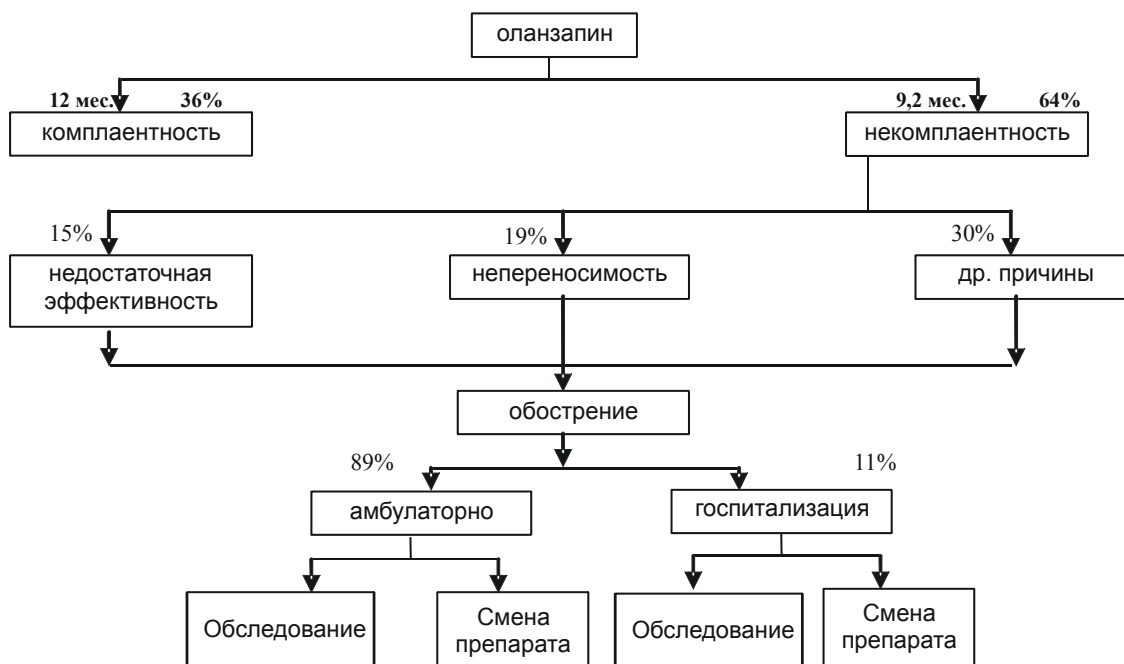 оланзапин
12 мес. 36%
комплаентность
9,2 мес. 64%
некомплаентность
15%
недостаточная
эффективность
19%
непереносимость
30%
др. причины
обострение
89%
амбулаторно
11%
госпитализация
Обследование
Смена
препарата
Обследование
Смена
препарата